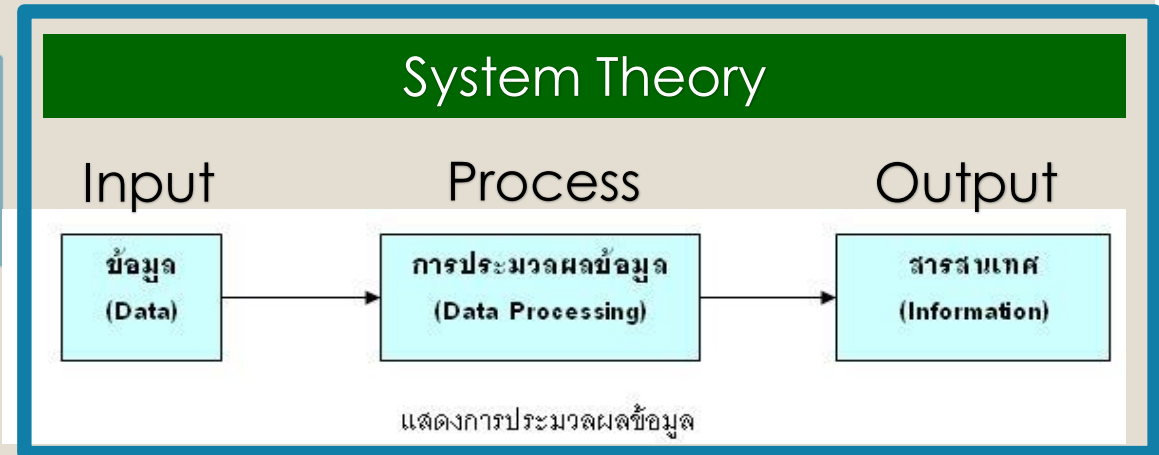 System Theory
Input Process Output
ข้อมูล การประมวลผลข้อมูล สารสนเทศ
(Data) (Data Processing) (Information)
แสดงการประมวลผลข้อมูล